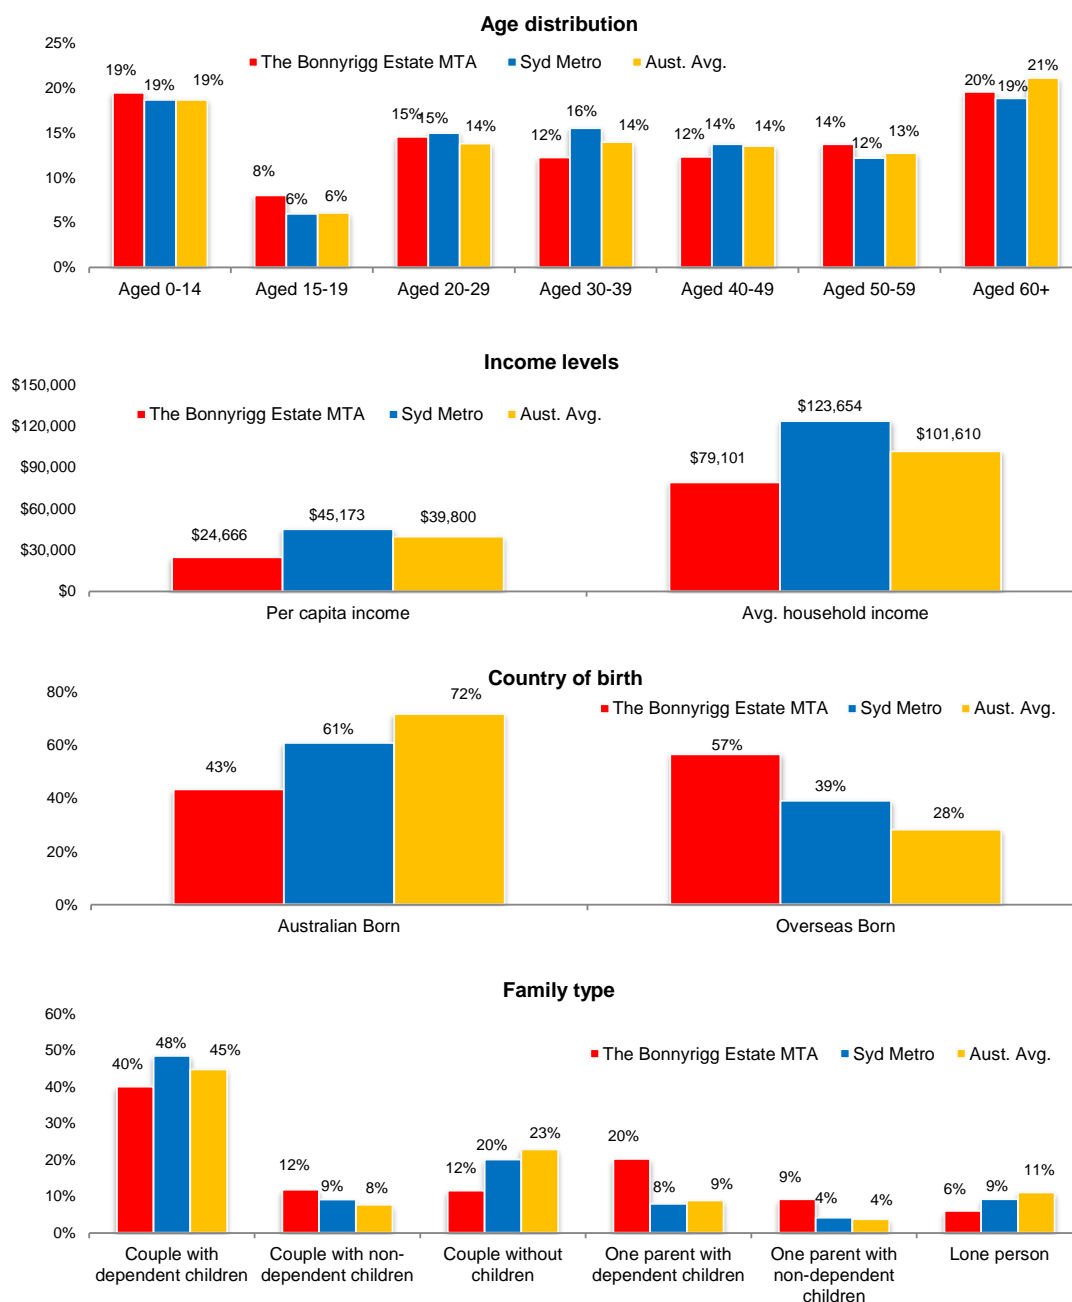 Age distribution
25%
20%
15%
10%
5%
0%
The Bonnyrigg Estate MTA Syd Metro Aust. Avg.
19% 19% 19%
8% 6% 6%
15% 15% 14%
12% 16% 14%
12% 14% 14%
14% 12% 13%
20% 19% 21%
Aged 0-14 Aged 15-19 Aged 20-29 Aged 30-39 Aged 40-49 Aged 50-59 Aged 60+
Income levels
$150,000
$120,000
$90,000
$60,000
$30,000
$0
The Bonnyrigg Estate MTA Syd Metro Aust. Avg.
$24,666 $45,173 $39,800
$79,101 $123,654 $101,610
Per capita income Avg. household income
Country of birth
80%
60%
40%
20%
0%
The Bonnyrigg Estate MTA Syd Metro Aust. Avg.
43% 61% 72%
57% 39% 28%
Australian Born Overseas Born
Family type
60%
50%
40%
30%
20%
10%
0%
The Bonnyrigg Estate MTA Syd Metro Aust. Avg.
40% 48% 45%
12% 9% 8%
12% 20% 23%
20% 8% 9%
9% 4% 4%
6% 9% 11%
Couple with
dependent children
Couple with non-
dependent children
Couple without
children
One parent with
dependent children
One parent with
non-dependent
children
Lone person